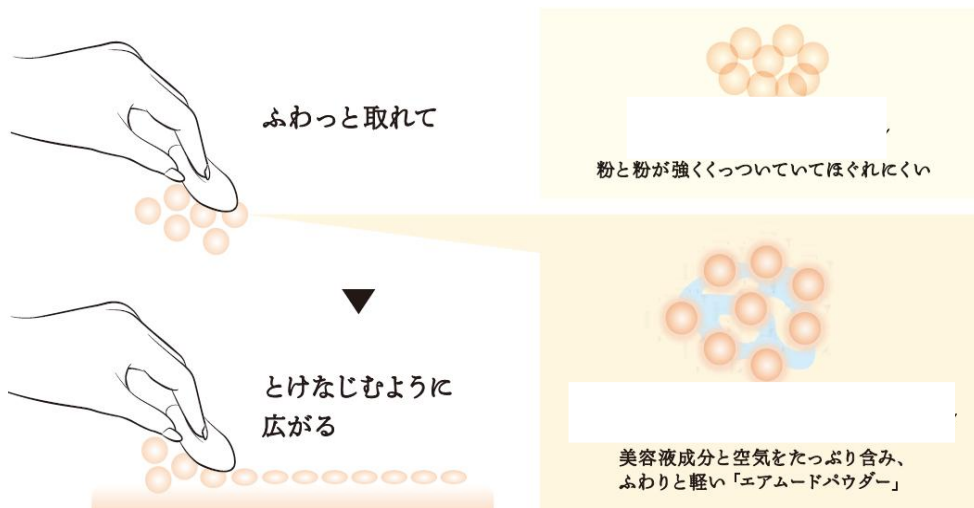 ふわっと取れて
粉と粉が強くくっついていてほぐれにくい
とけなじむように
広がる
美容液成分と空気をたっぷり含み、
ふわりと軽い「エアムードパウダー」